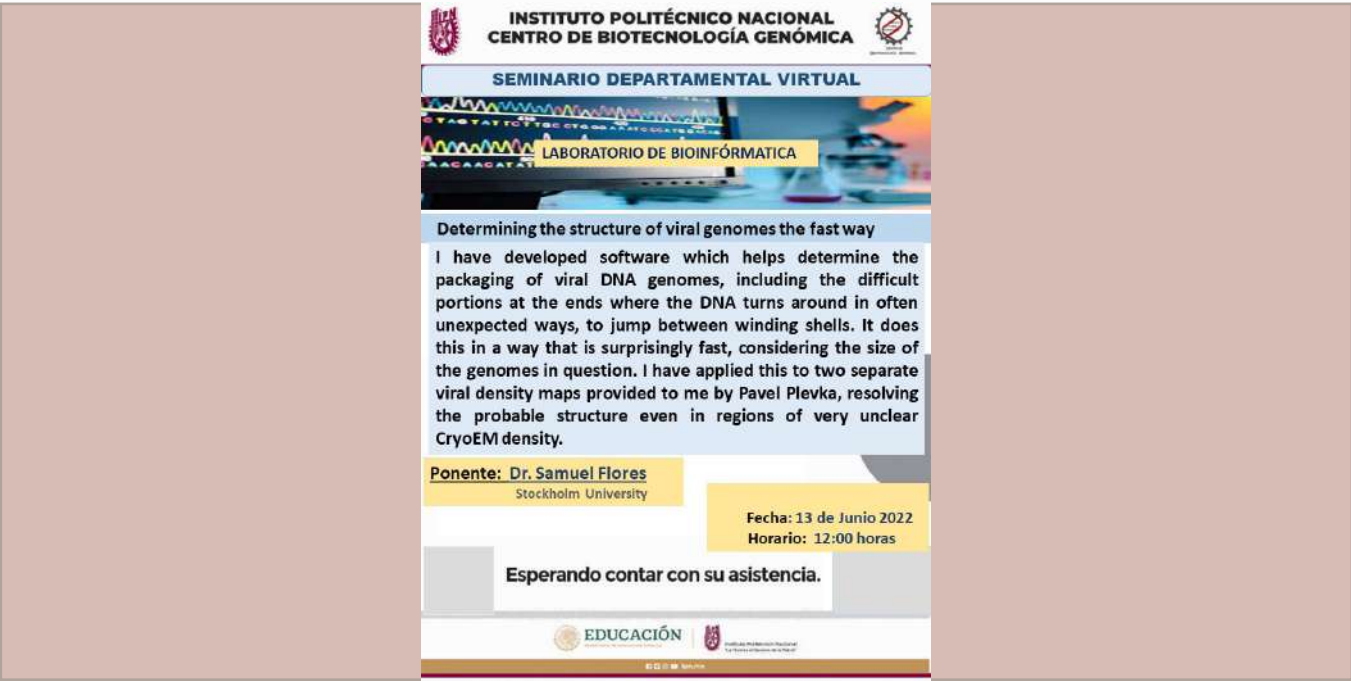 INSTITUTO POLITÉCNICO NACIONAL
CENTRO DE BIOTECNOLOGÍA GENÓMICA
SEMINARIO DEPARTAMENTAL VIRTUAL
LABORATORIO DE BIOINFÓRMATICA
Determining the structure of viral genomes the fast way
I have developed software which helps determine the
packaging of viral DNA genomes, including the difficult
portions at the ends where the DNA turns around in often
unexpected ways, to jump between winding shells. It does
this in a way that is surprisingly fast, considering the size of
the genomes in question. I have applied this to two separate
viral density maps provided to me by Pavel Plevka, resolving
the probable structure even in regions of very unclear
CryoEM density.
Ponente: Dr. Samuel Flores
Stockholm University
Fecha: 13 de Junio 2022
Horario: 12:00 horas
Esperando contar con su asistencia.
EDUCACIÓN
Instituto Politécnico Nacional